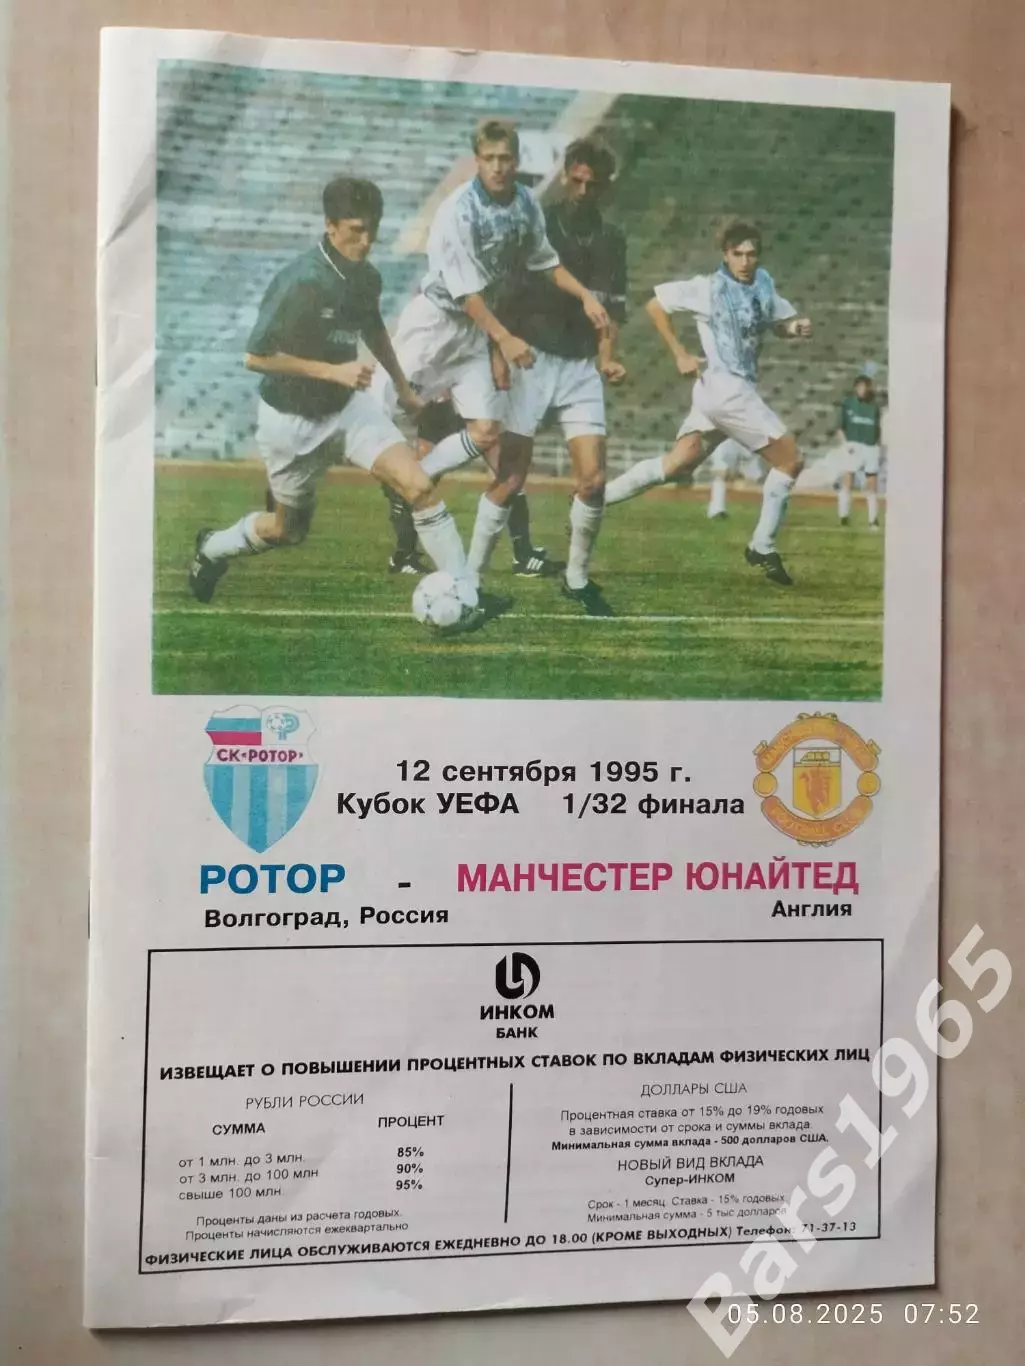 СК«РОТОР»
12 сентября 1995 г.
Кубок УЕФА 1/32 финала
MANCHESTER UNITED
FOOTBALL CLUB
РОТОР - МАНЧЕСТЕР ЮНАЙТЕД
Волгоград, Россия
Англия
ИНКОМ
БАНК
ИЗВЕЩАЕТ О ПОВЫШЕНИИ ПРОЦЕНТНЫХ СТАВОК ПО ВКЛАДАМ ФИЗИЧЕСКИХ ЛИЦ
РУБЛИ РОССИИ
СУММА ПРОЦЕНТ
от 1 млн. до 3 млн. 85%
от 3 млн. до 100 млн 90%
свыше 100 млн 95%
Проценты даны из расчета годовых.
Проценты начисляются ежеквартально
ДОЛЛАРЫ США
Процентная ставка от 15% до 19% годовых
в зависимости от срока и суммы вклада.
Минимальная сумма вклада - 500 долларов США.
НОВЫЙ ВИД ВКЛАДА
Супер-ИНКОМ
Срок - 1 месяц. Ставка - 15% годовых.
Минимальная сумма - 5 тыс долларов
ФИЗИЧЕСКИЕ ЛИЦА ОБСЛУЖИВАЮТСЯ ЕЖЕДНЕВНО ДО 18.00 (КРОМЕ ВЫХОДНЫХ) Телефон: 71-37-13
Bars1965
05.08.2025 07:52